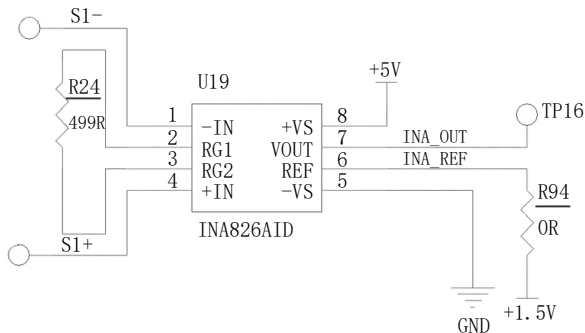 S1-
R24
499R
U19
+5V
TP16
1
-IN
+VS
8
2
RG1
VOUT
7
INA_OUT
3
RG2
REF
6
INA_REF
4
+IN
-VS
5
R94
0R
S1+
INA826AID
+1.5V
GND